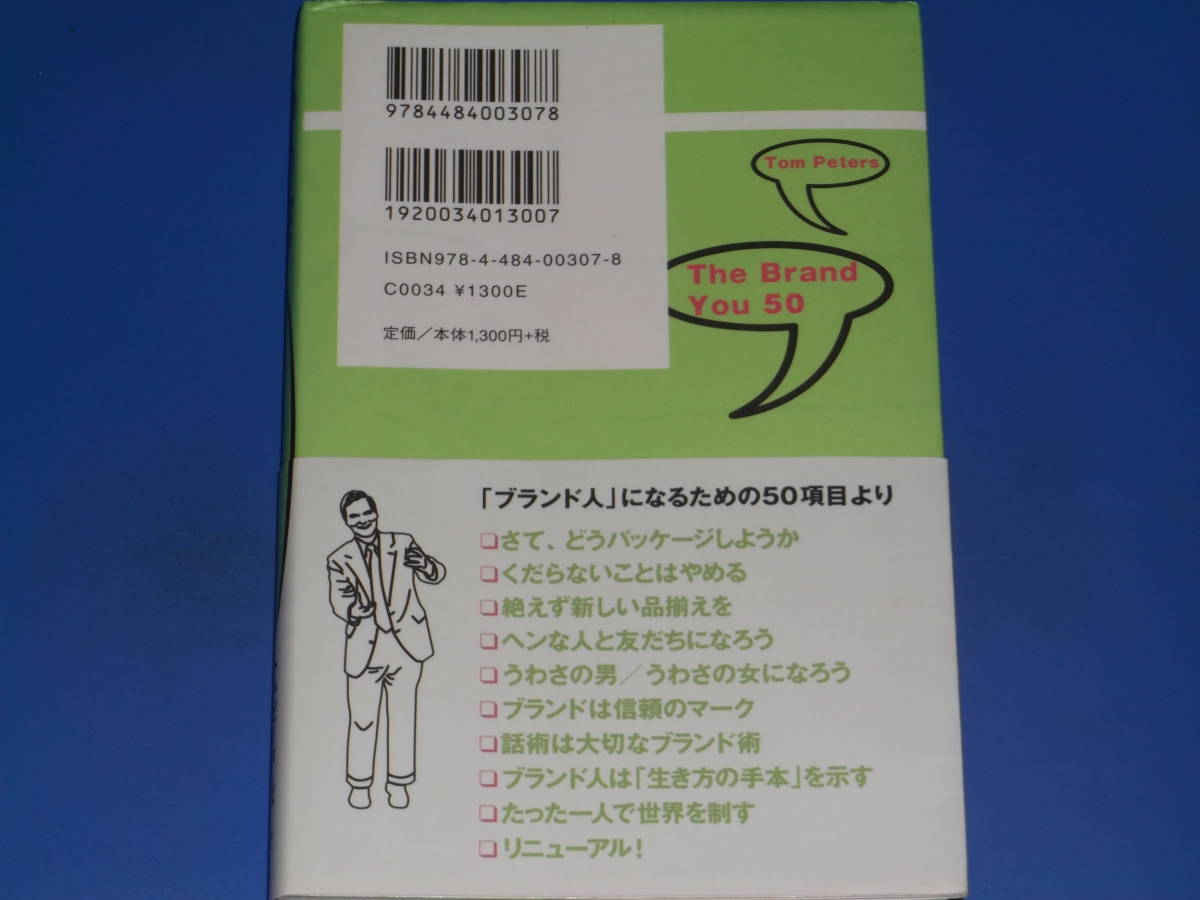 9784484003078
1920034013007
ISBN978-4-484-00307-8
C0034 ¥1300E
定価／本体1,300円+税
Tom Peters
The Brand
You 50
「ブランド人」になるための50項目より
❏さて、どうパッケージしようか
❏くだらないことはやめる
❏絶えず新しい品揃えを
❏ヘンな人と友だちになろう
❏うわさの男／うわさの女になろう
❏ブランドは信頼のマーク
❏話術は大切なブランド術
❏ブランド人は「生き方の手本」を示す
❏たった一人で世界を制す
❏リニューアル！